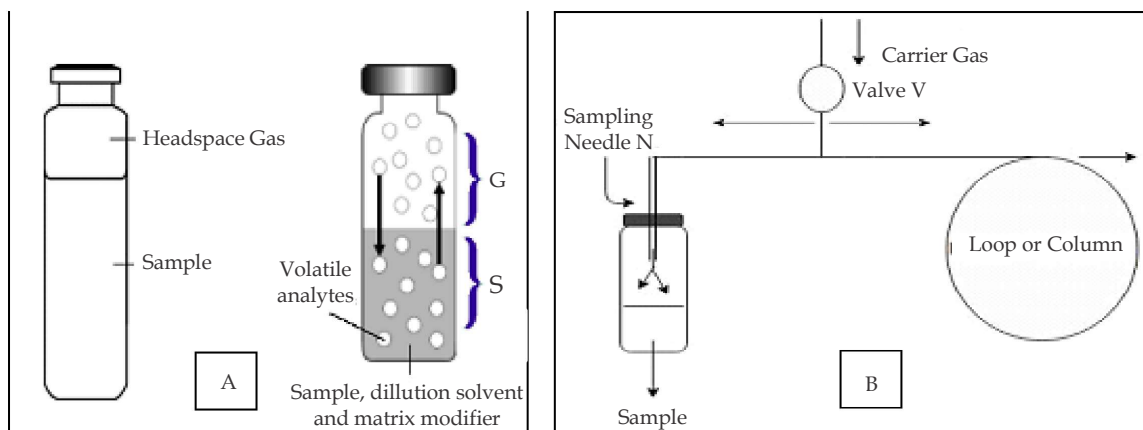 Headspace Gas
Sample
G
S
Volatile
analytes
A
Sample, dillution solvent
and matrix modifier
Carrier Gas
Valve V
Sampling
Needle N
Loop or Column
Sample
B